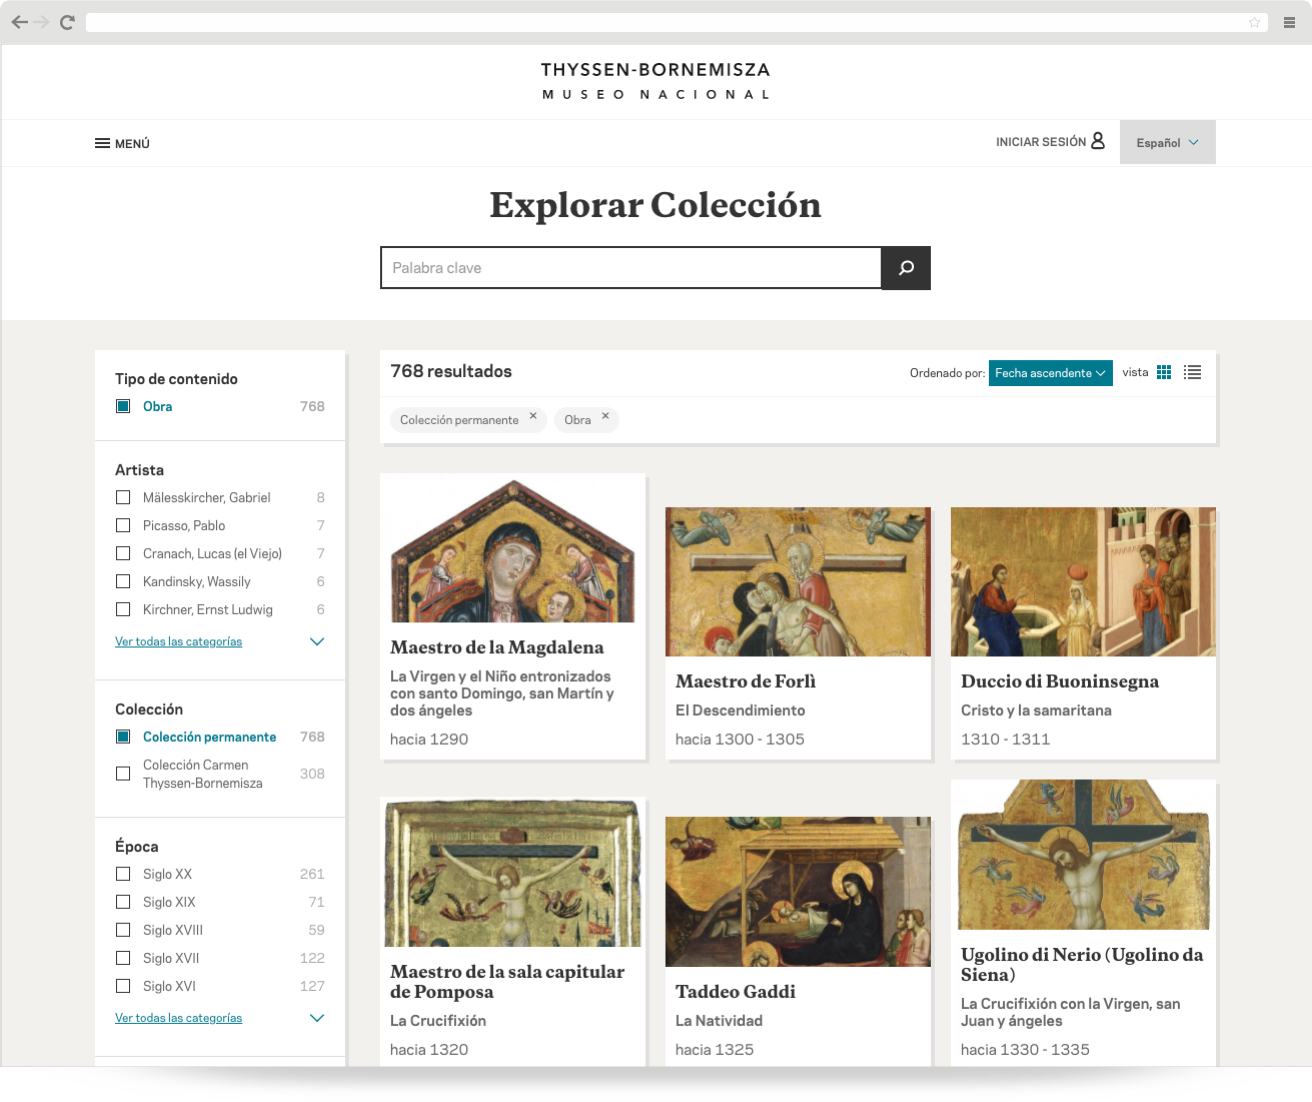 THYSSEN-BORNEMISZA
MUSEO NACIONAL
MENÚ
INICIAR SESIÓN
Español
Explorar Colección
Palabra clave
Tipo de contenido
Obra 768
Artista
Mälesskircher, Gabriel 8
Picasso, Pablo 7
Cranach, Lucas (el Viejo) 7
Kandinsky, Wassily 6
Kirchner, Ernst Ludwig 6
Ver todas las categorías
Colección
Colección permanente 768
Colección Carmen
Thyssen-Bornemisza 308
Época
Siglo XX 261
Siglo XIX 71
Siglo XVIII 59
Siglo XVII 122
Siglo XVI 127
Ver todas las categorías
768 resultados
Ordenado por: Fecha ascendente vista
Colección permanente × Obra ×
Maestro de la Magdalena
La Virgen y el Niño entronizados
con santo Domingo, san Martín y
dos ángeles
hacia 1290
Maestro de Forlì
El Descendimiento
hacia 1300 - 1305
Duccio di Buoninsegna
Cristo y la samaritana
1310 - 1311
Maestro de la sala capitular
de Pomposa
La Crucifixión
hacia 1320
Taddeo Gaddi
La Natividad
hacia 1325
Ugolino di Nerio (Ugolino da
Siena)
La Crucifixión con la Virgen, san
Juan y ángeles
hacia 1330 - 1335